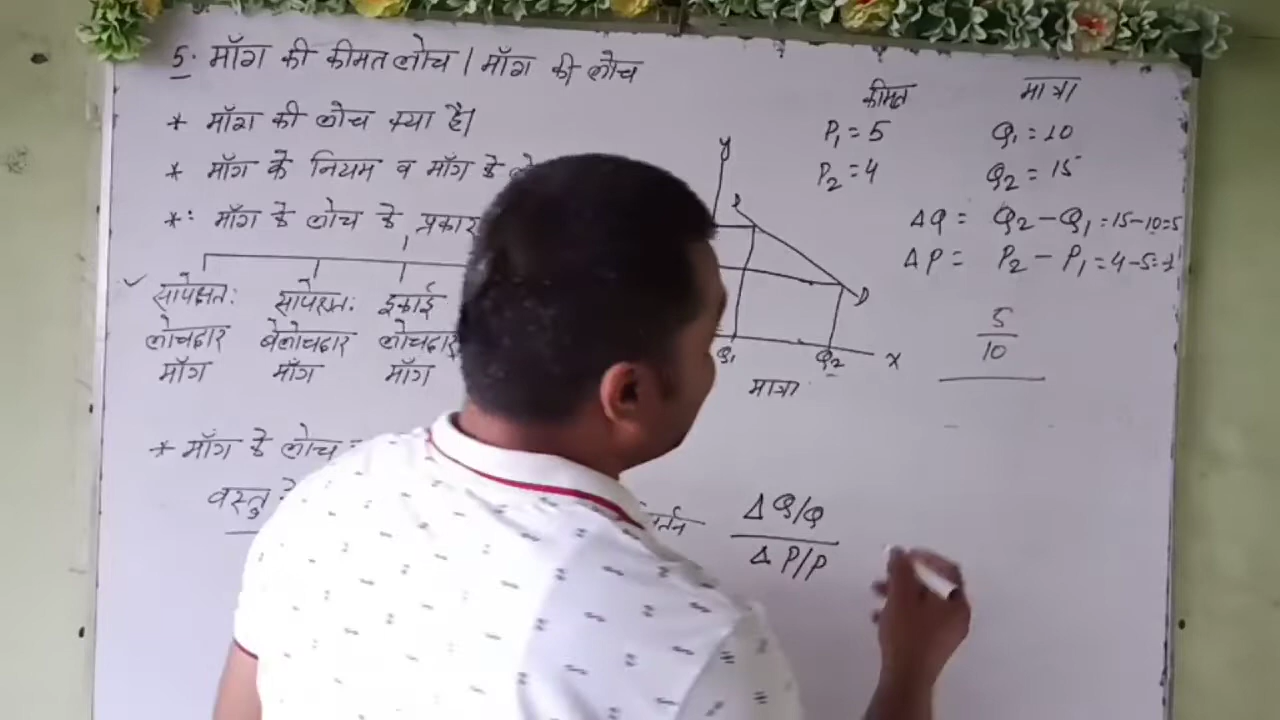 5. माँग की कीमत लोच / माँग की लोच
* माँग की लोच क्या है।
* माँग के नियम व माँग के
*: माँग के लोच के प्रकार
सापेक्षतः लोचदार माँग
सापेक्षतः बेलोचदार माँग
इकाई लोचदार माँग
* माँग के लोच
वस्तु
y
D
D
Q₁
Q₂
x
मात्रा
कीमत मात्रा
P₁ = 5 Q₁ = 10
P₂ = 4 Q₂ = 15
ΔQ = Q₂ - Q₁ = 15 - 10 = 5
ΔP = P₂ - P₁ = 4 - 5 = -1
5
10
ΔQ/Q
ΔP/P